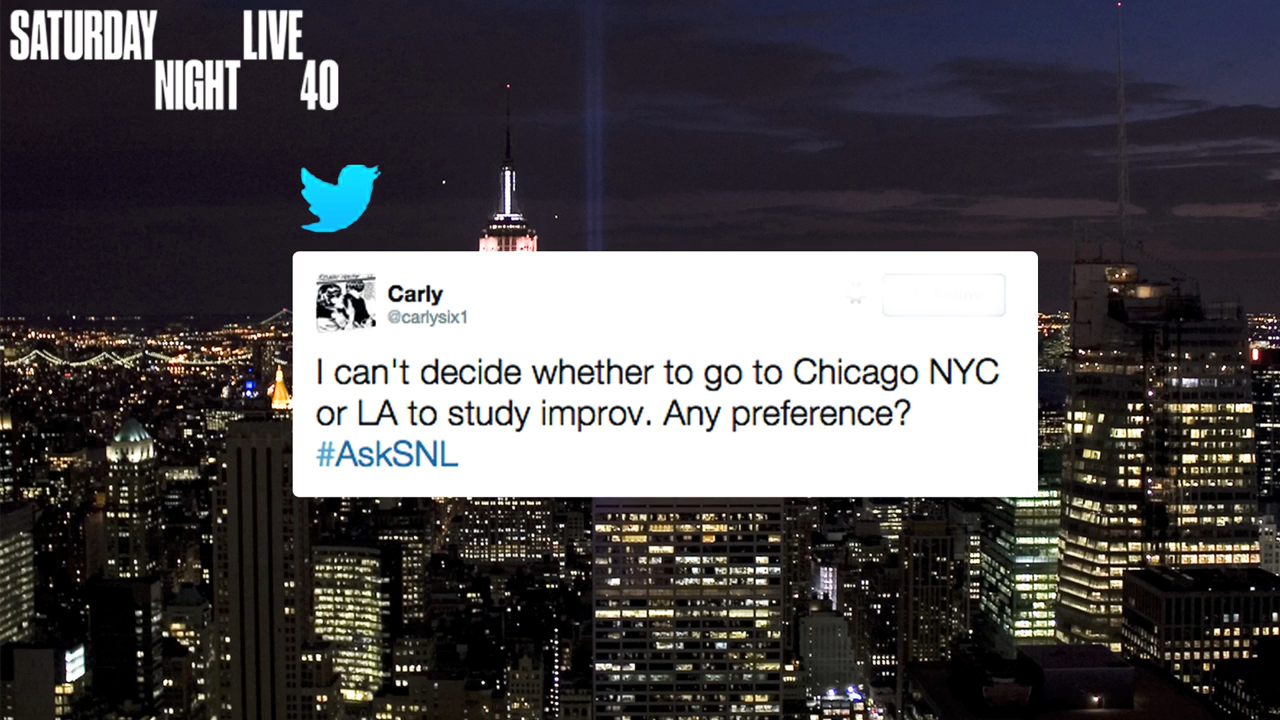 SATURDAY LIVE
NIGHT 40
Carly
@carlysix1
I can't decide whether to go to Chicago NYC
or LA to study improv. Any preference?
#AskSNL